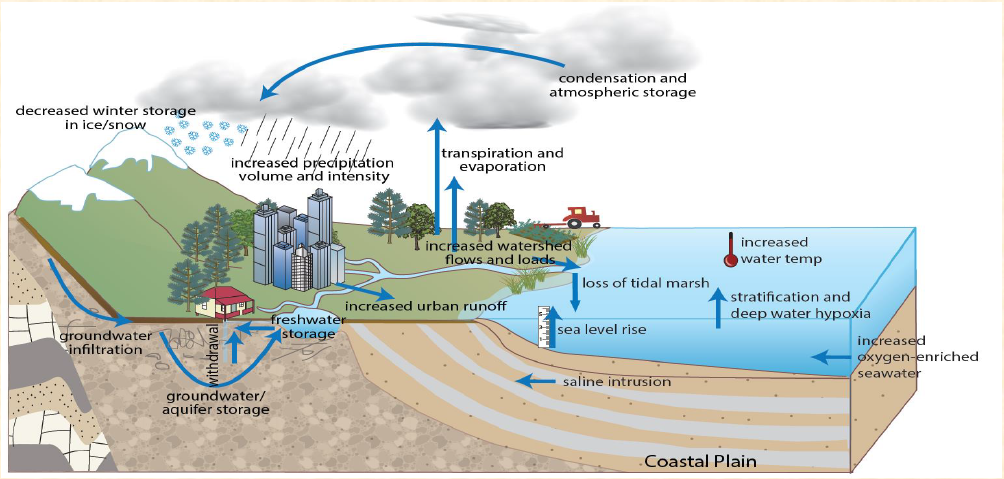 condensation and
atmospheric storage
decreased winter storage
in ice/snow
increased precipitation
volume and intensity
transpiration and
evaporation
increased watershed
flows and loads
increased
water temp
loss of tidal marsh
stratification and
deep water hypoxia
increased urban runoff
freshwater
storage
sea level rise
groundwater
infiltration
withdrawal
increased
oxygen-enriched
seawater
saline intrusion
groundwater/
aquifer storage
Coastal Plain